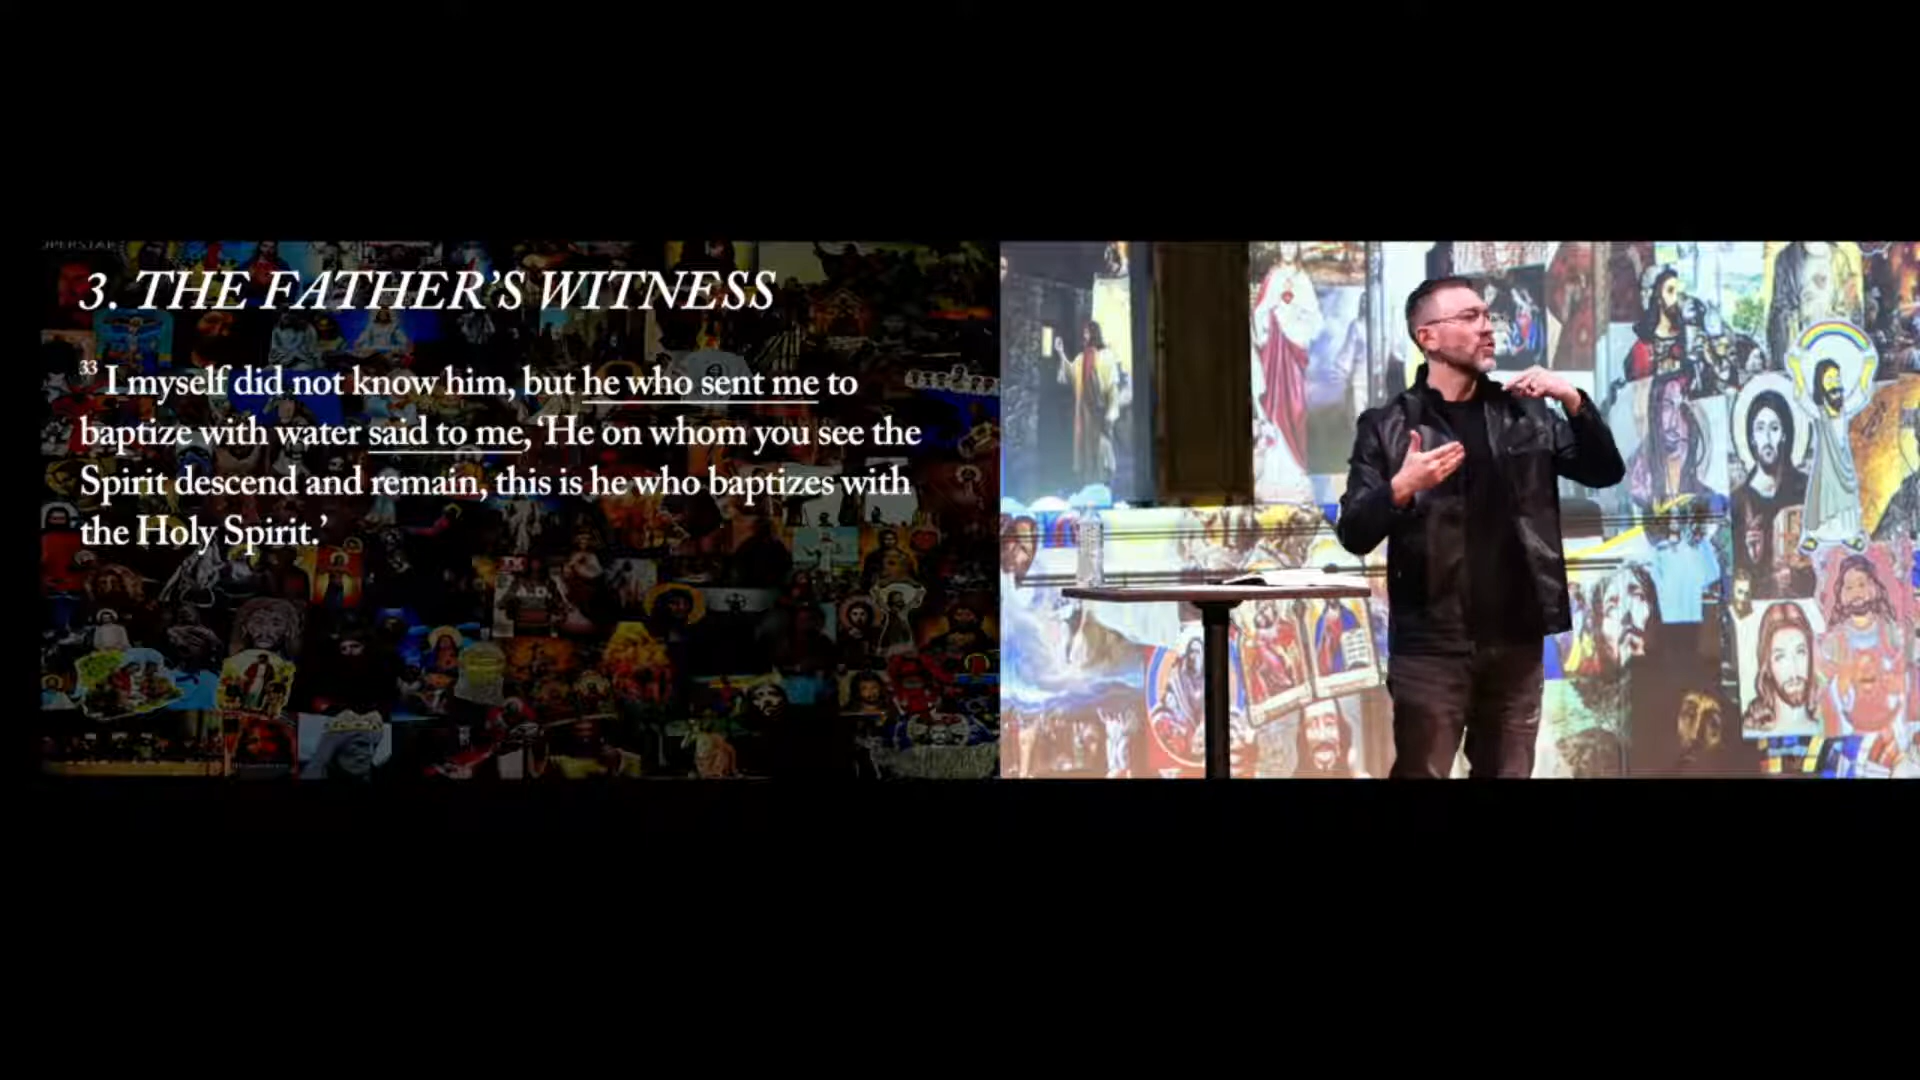 3. THE FATHER’S WITNESS
33 I myself did not know him, but he who sent me to
baptize with water said to me, ‘He on whom you see the
Spirit descend and remain, this is he who baptizes with
the Holy Spirit.’
A.D.